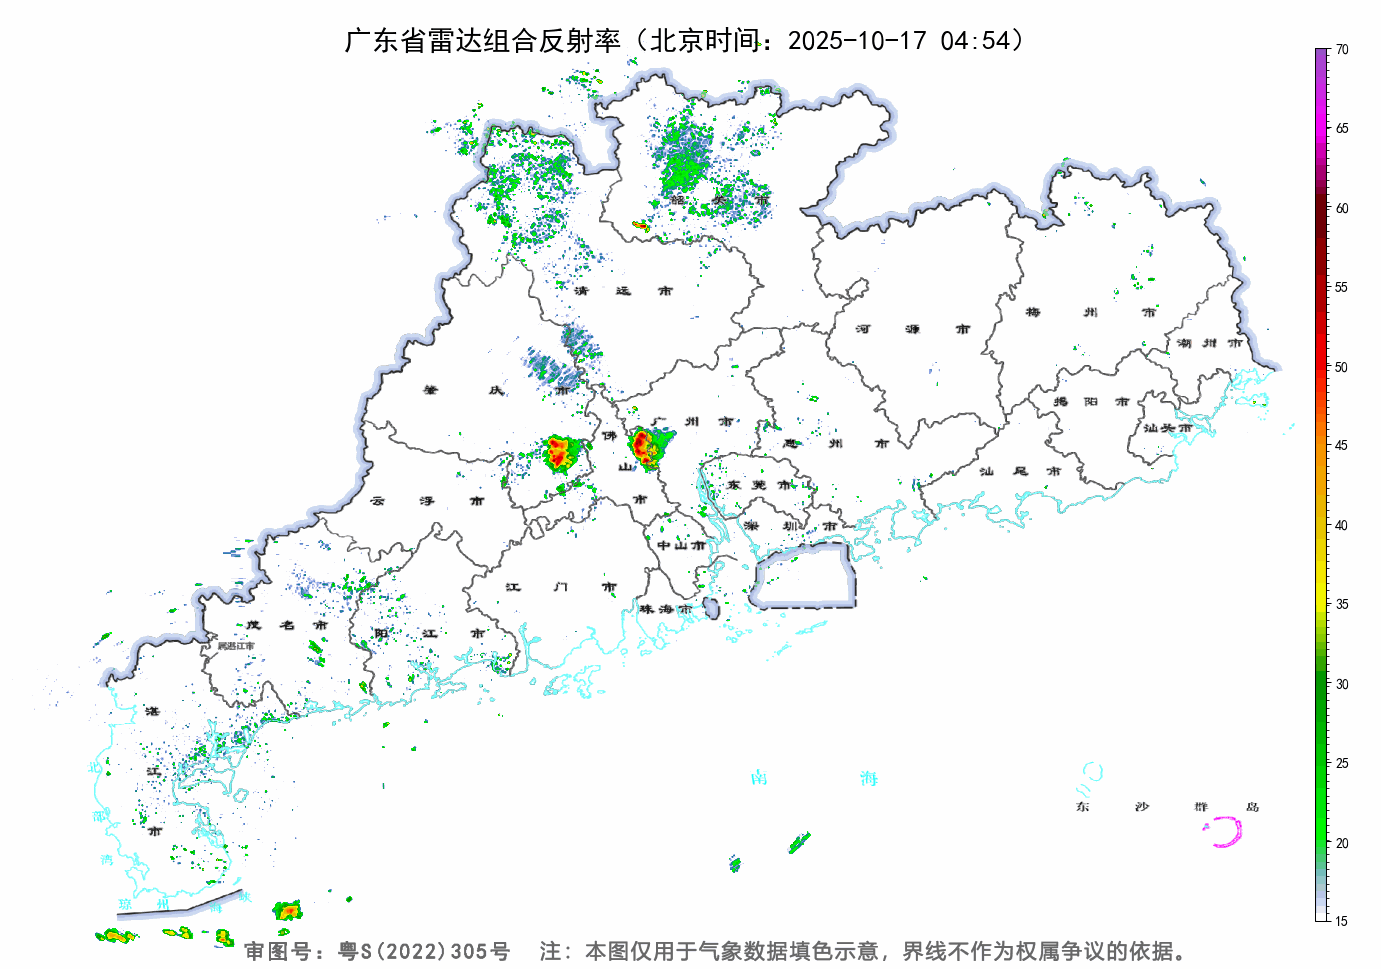 广东省雷达组合反射率（北京时间：2025-10-17 04:54）
70
65
60
55
50
45
40
35
30
25
20
15
韶关市
清远市
河源市
梅州市
潮州市
肇庆市
广州市
佛山市
惠州市
揭阳市
汕头市
汕尾市
云浮市
东莞市
深圳市
中山市
江门市
珠海市
茂名市
阳江市
属湛江市
湛江市
北部湾
南海
东沙群岛
琼州海峡
审图号：粤S(2022)305号 注：本图仅用于气象数据填色示意，界线不作为权属争议的依据。